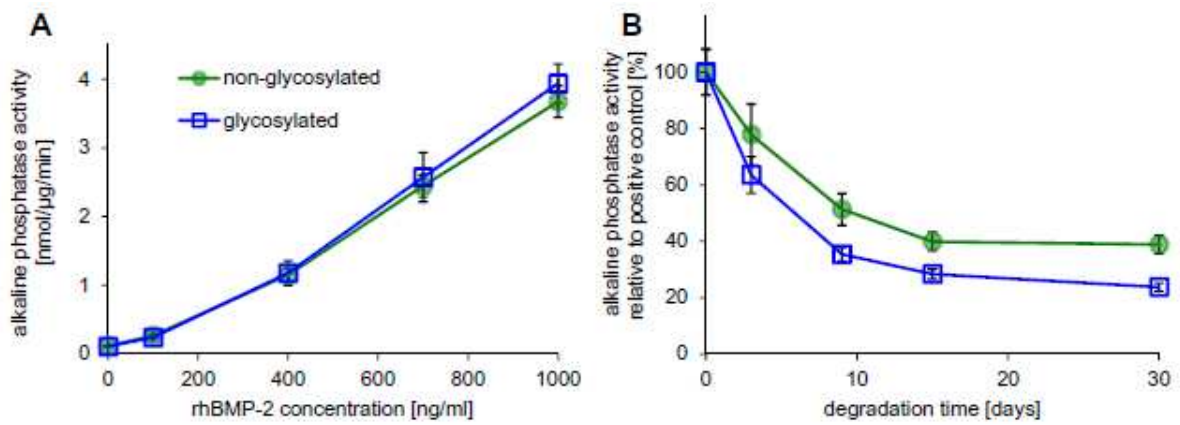 A
alkaline phosphatase activity
[nmol/µg/min]
4
3
2
1
0
non-glycosylated
glycosylated
0 200 400 600 800 1000
rhBMP-2 concentration [ng/ml]
B
alkaline phosphatase activity
relative to positive control [%]
100
80
60
40
20
0
0 10 20 30
degradation time [days]